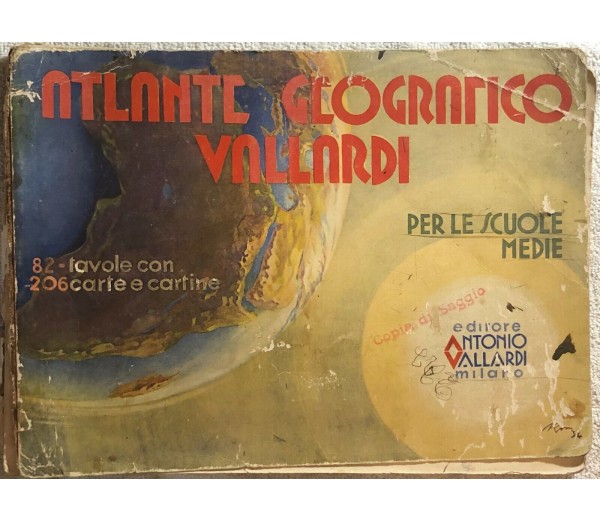 ATLANTE GEOGRAFICO
VALLARDI
PER LE SCUOLE
MEDIE
82-tavole con
206 carte e cartine
Copia di Saggio
editore
ANTONIO
VALLARDI
milano